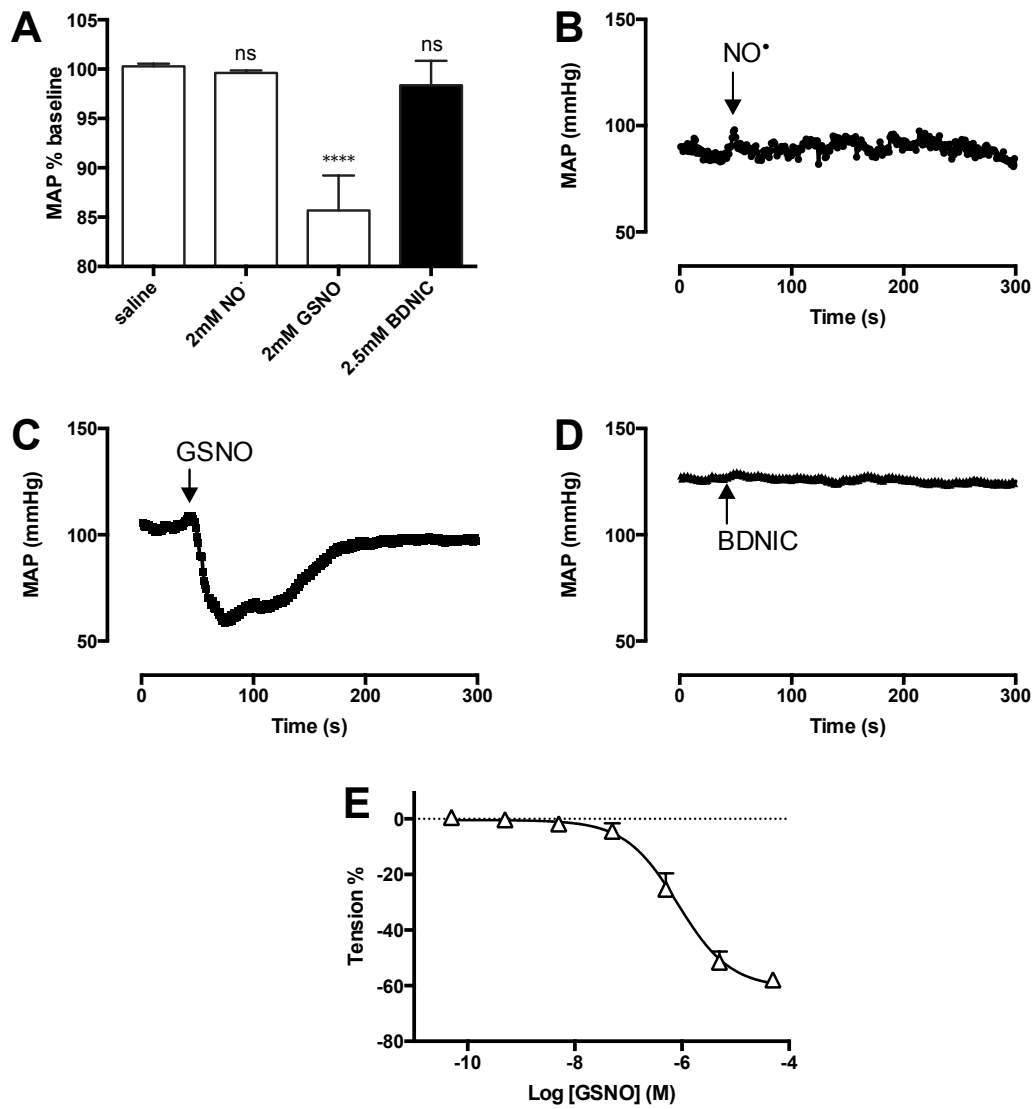 A
MAP % baseline
105
100
95
90
85
80
ns
****
ns
saline
2mM NO˙
2mM GSNO
2.5mM BDNIC
B
MAP (mmHg)
150
100
50
NO•
0 100 200 300
Time (s)
C
MAP (mmHg)
150
100
50
GSNO
0 100 200 300
Time (s)
D
MAP (mmHg)
150
100
50
BDNIC
0 100 200 300
Time (s)
E
Tension %
0
-20
-40
-60
-80
-10 -8 -6 -4
Log [GSNO] (M)